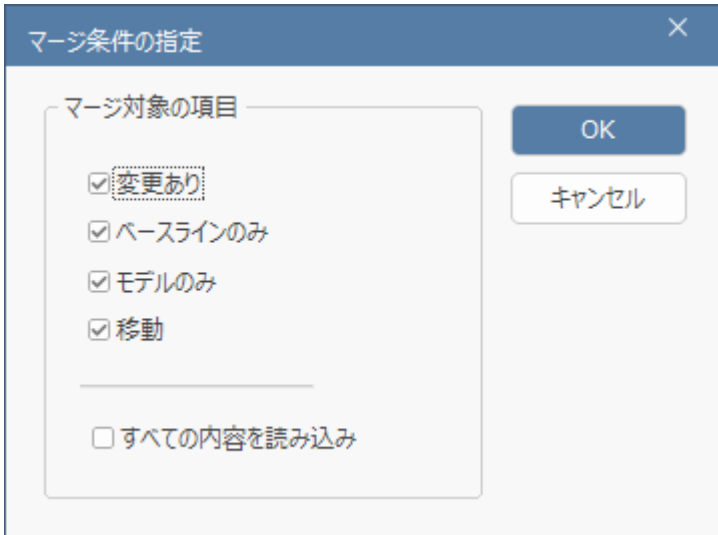 マージ条件の指定
マージ対象の項目
OK
変更あり
キャンセル
ベースラインのみ
モデルのみ
移動
すべての内容を読み込み